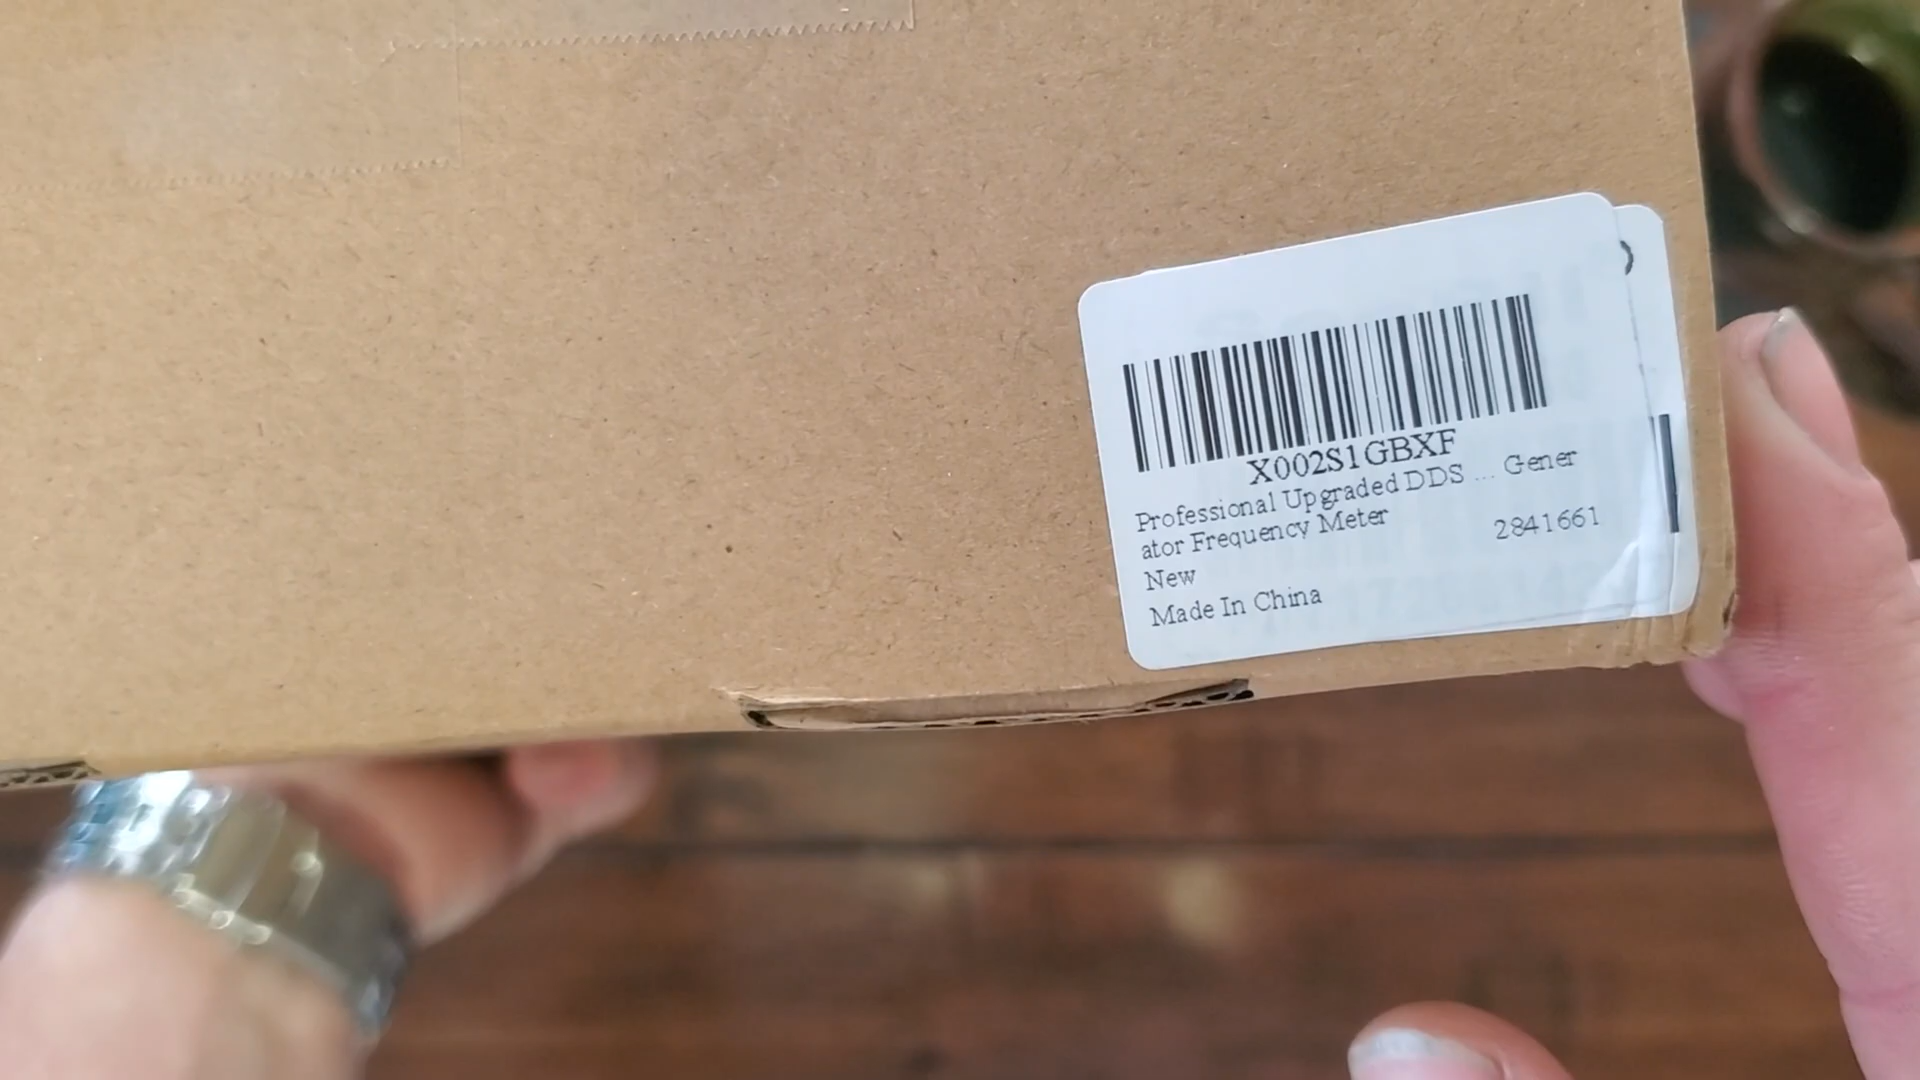 X002S1GBXF
Professional Upgraded DDS ... Gener
ator Frequency Meter
2841661
New
Made In China